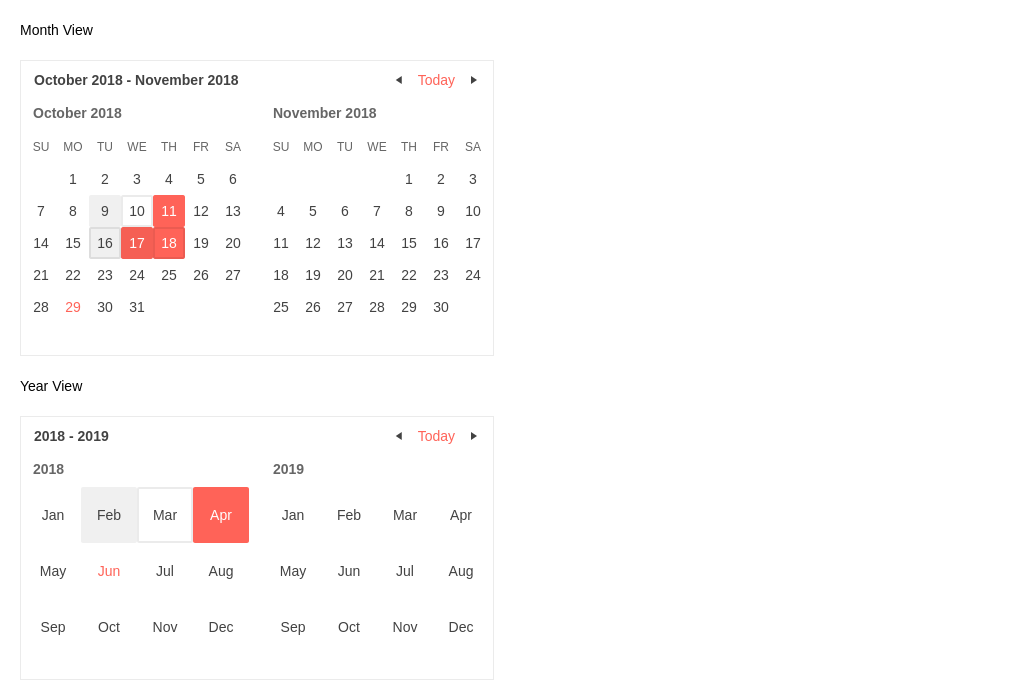 Month View
October 2018 - November 2018 Today
October 2018 November 2018
SU MO TU WE TH FR SA SU MO TU WE TH FR SA
1 2 3 4 5 6 1 2 3
7 8 9 10 11 12 13 4 5 6 7 8 9 10
14 15 16 17 18 19 20 11 12 13 14 15 16 17
21 22 23 24 25 26 27 18 19 20 21 22 23 24
28 29 30 31 25 26 27 28 29 30
Year View
2018 - 2019 Today
2018 2019
Jan Feb Mar Apr Jan Feb Mar Apr
May Jun Jul Aug May Jun Jul Aug
Sep Oct Nov Dec Sep Oct Nov Dec